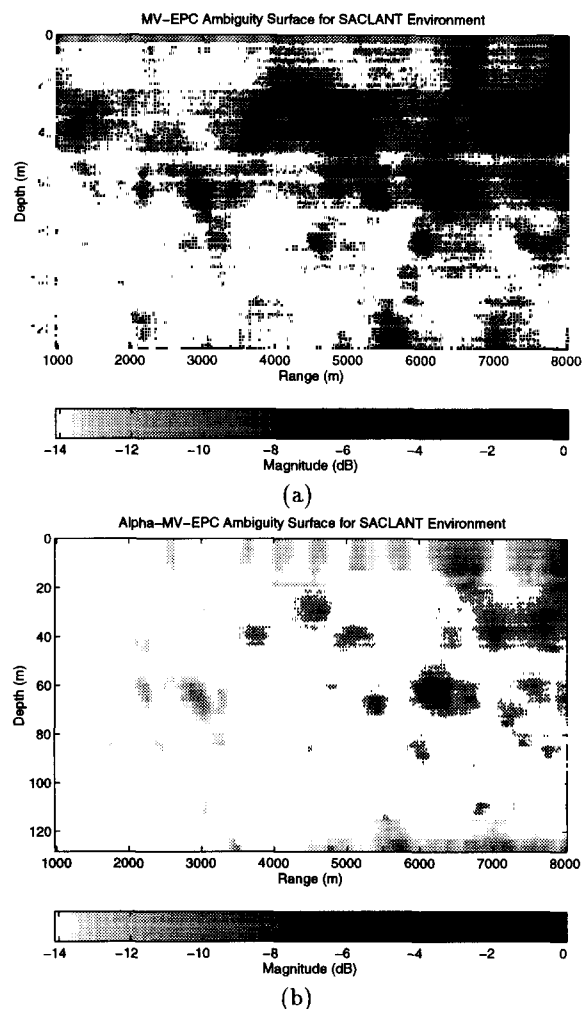 MV-EPC Ambiguity Surface for SACLANT Environment
0
Depth (m)
1000 2000 3000 4000 5000 6000 7000 8000
Range (m)
-14 -12 -10 -8 -6 -4 -2 0
Magnitude (dB)
(a)
Alpha-MV-EPC Ambiguity Surface for SACLANT Environment
0
20
40
60
80
100
120
Depth (m)
1000 2000 3000 4000 5000 6000 7000 8000
Range (m)
-14 -12 -10 -8 -6 -4 -2 0
Magnitude (dB)
(b)